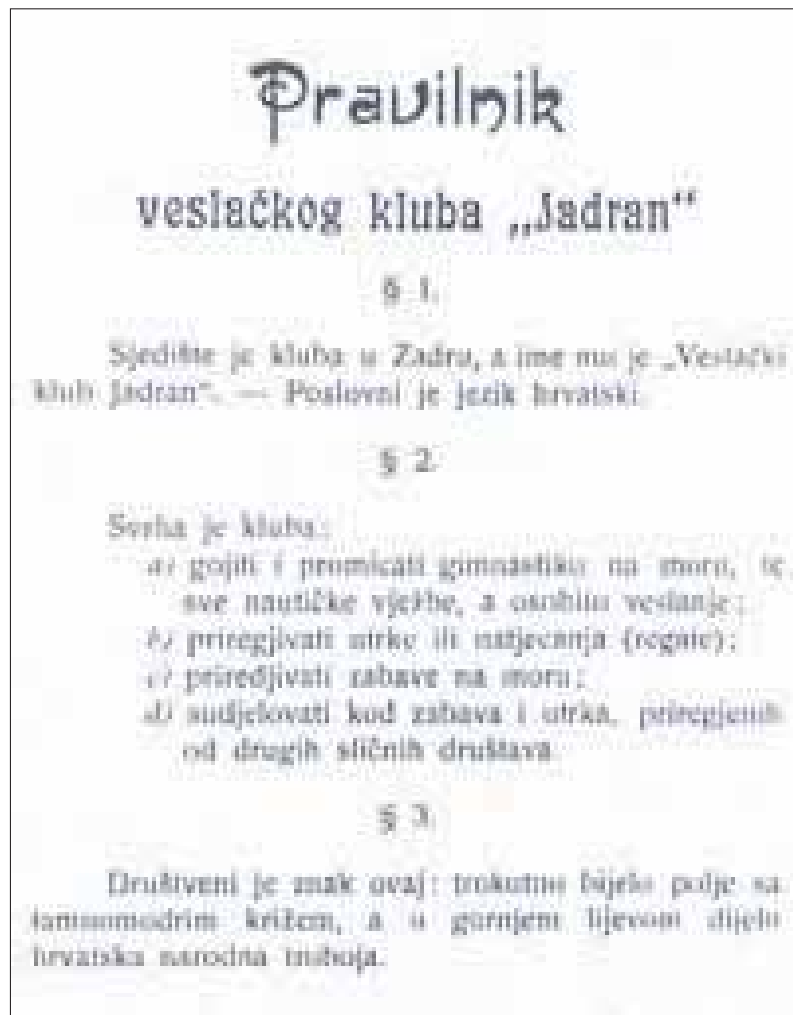 Pravilnik
veslačkog kluba „Jadran“
§ 1.
Sjedište je kluba u Zadru, a ime mu je „Veslački
klub Jadran“. — Poslovni je jezik hrvatski.
§ 2.
Svrha je kluba:
a) gojiti i promicati gimnastiku na moru, te
sve nautičke vježbe, a osobito veslanje;
b) priregjivati utrke ili natjecanja (regate);
c) priredjivati zabave na moru;
d) sudjelovati kod zabava i utrka, priregjenih
od drugih sličnih društava.
§ 3.
Društveni je znak ovaj: trokutno bijelo polje sa
tamnomodrim križem, a u gornjem lijevom dijelu
hrvatska narodna troboja.